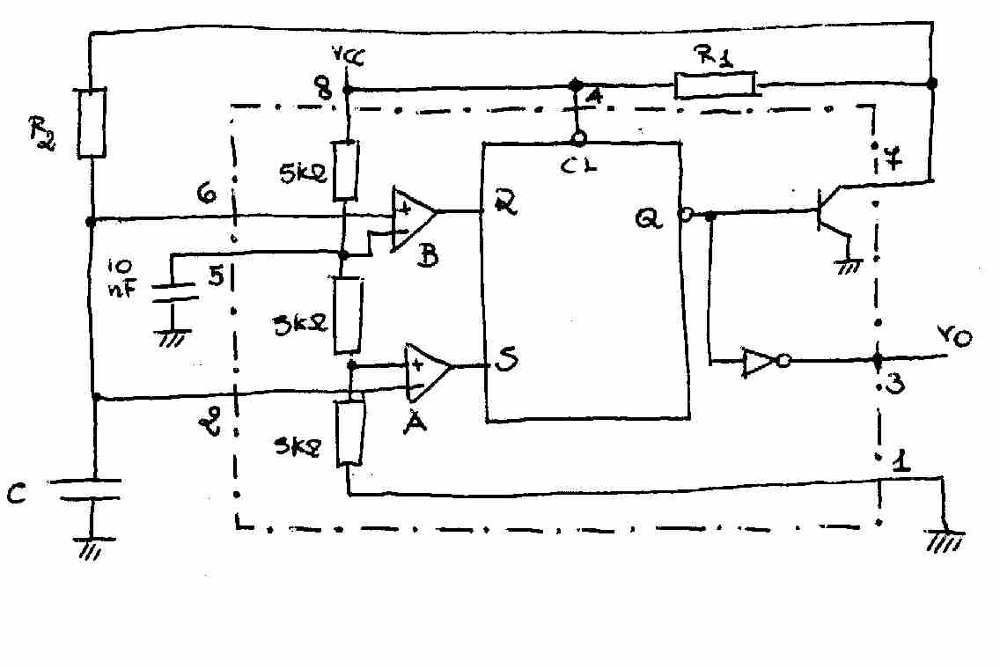 R1
VCC
8
4
R2
5kΩ
CL
7
6
+
R
Q
−
B
10
nF
5
5kΩ
S
+
−
A
VO
3
2
5kΩ
1
C